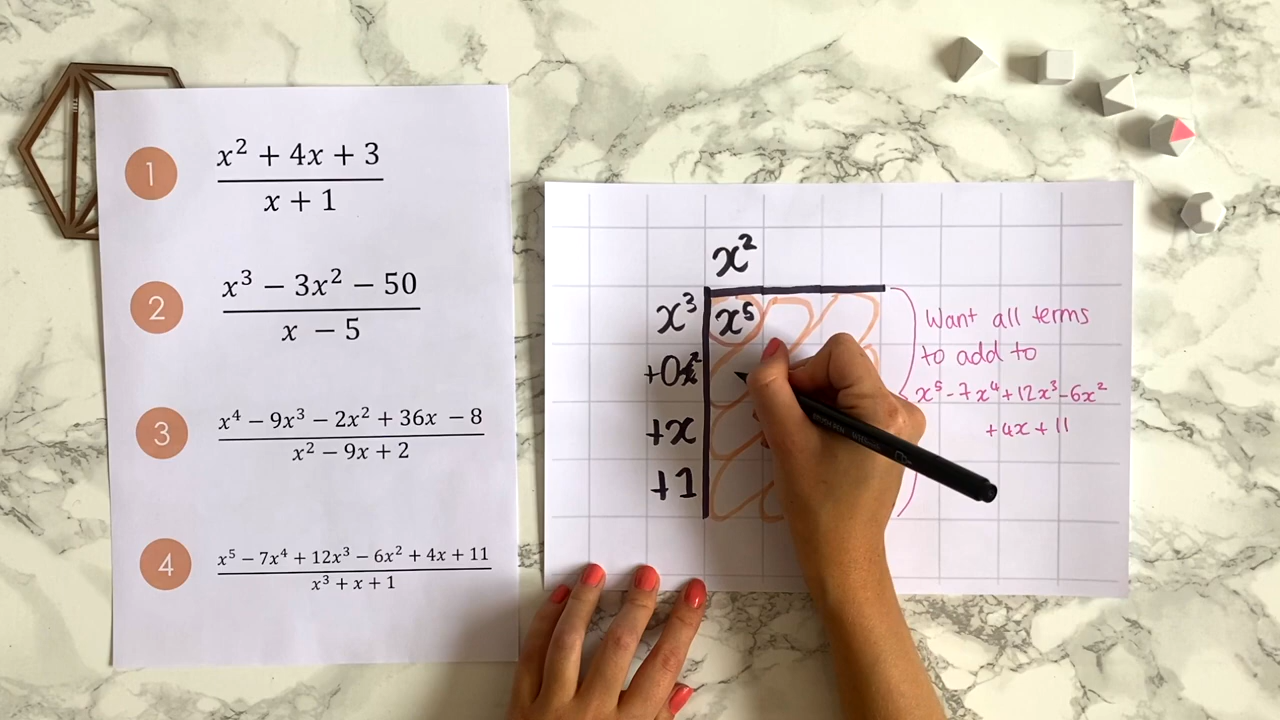 1
x² + 4x + 3
x + 1
2
x³ − 3x² − 50
x − 5
3
x⁴ − 9x³ − 2x² + 36x − 8
x² − 9x + 2
4
x⁵ − 7x⁴ + 12x³ − 6x² + 4x + 11
x³ + x + 1
x²
x³ x⁵
+0x²
+x
+1
Want all terms
to add to
x⁵-7x⁴+12x³-6x²
+4x+11